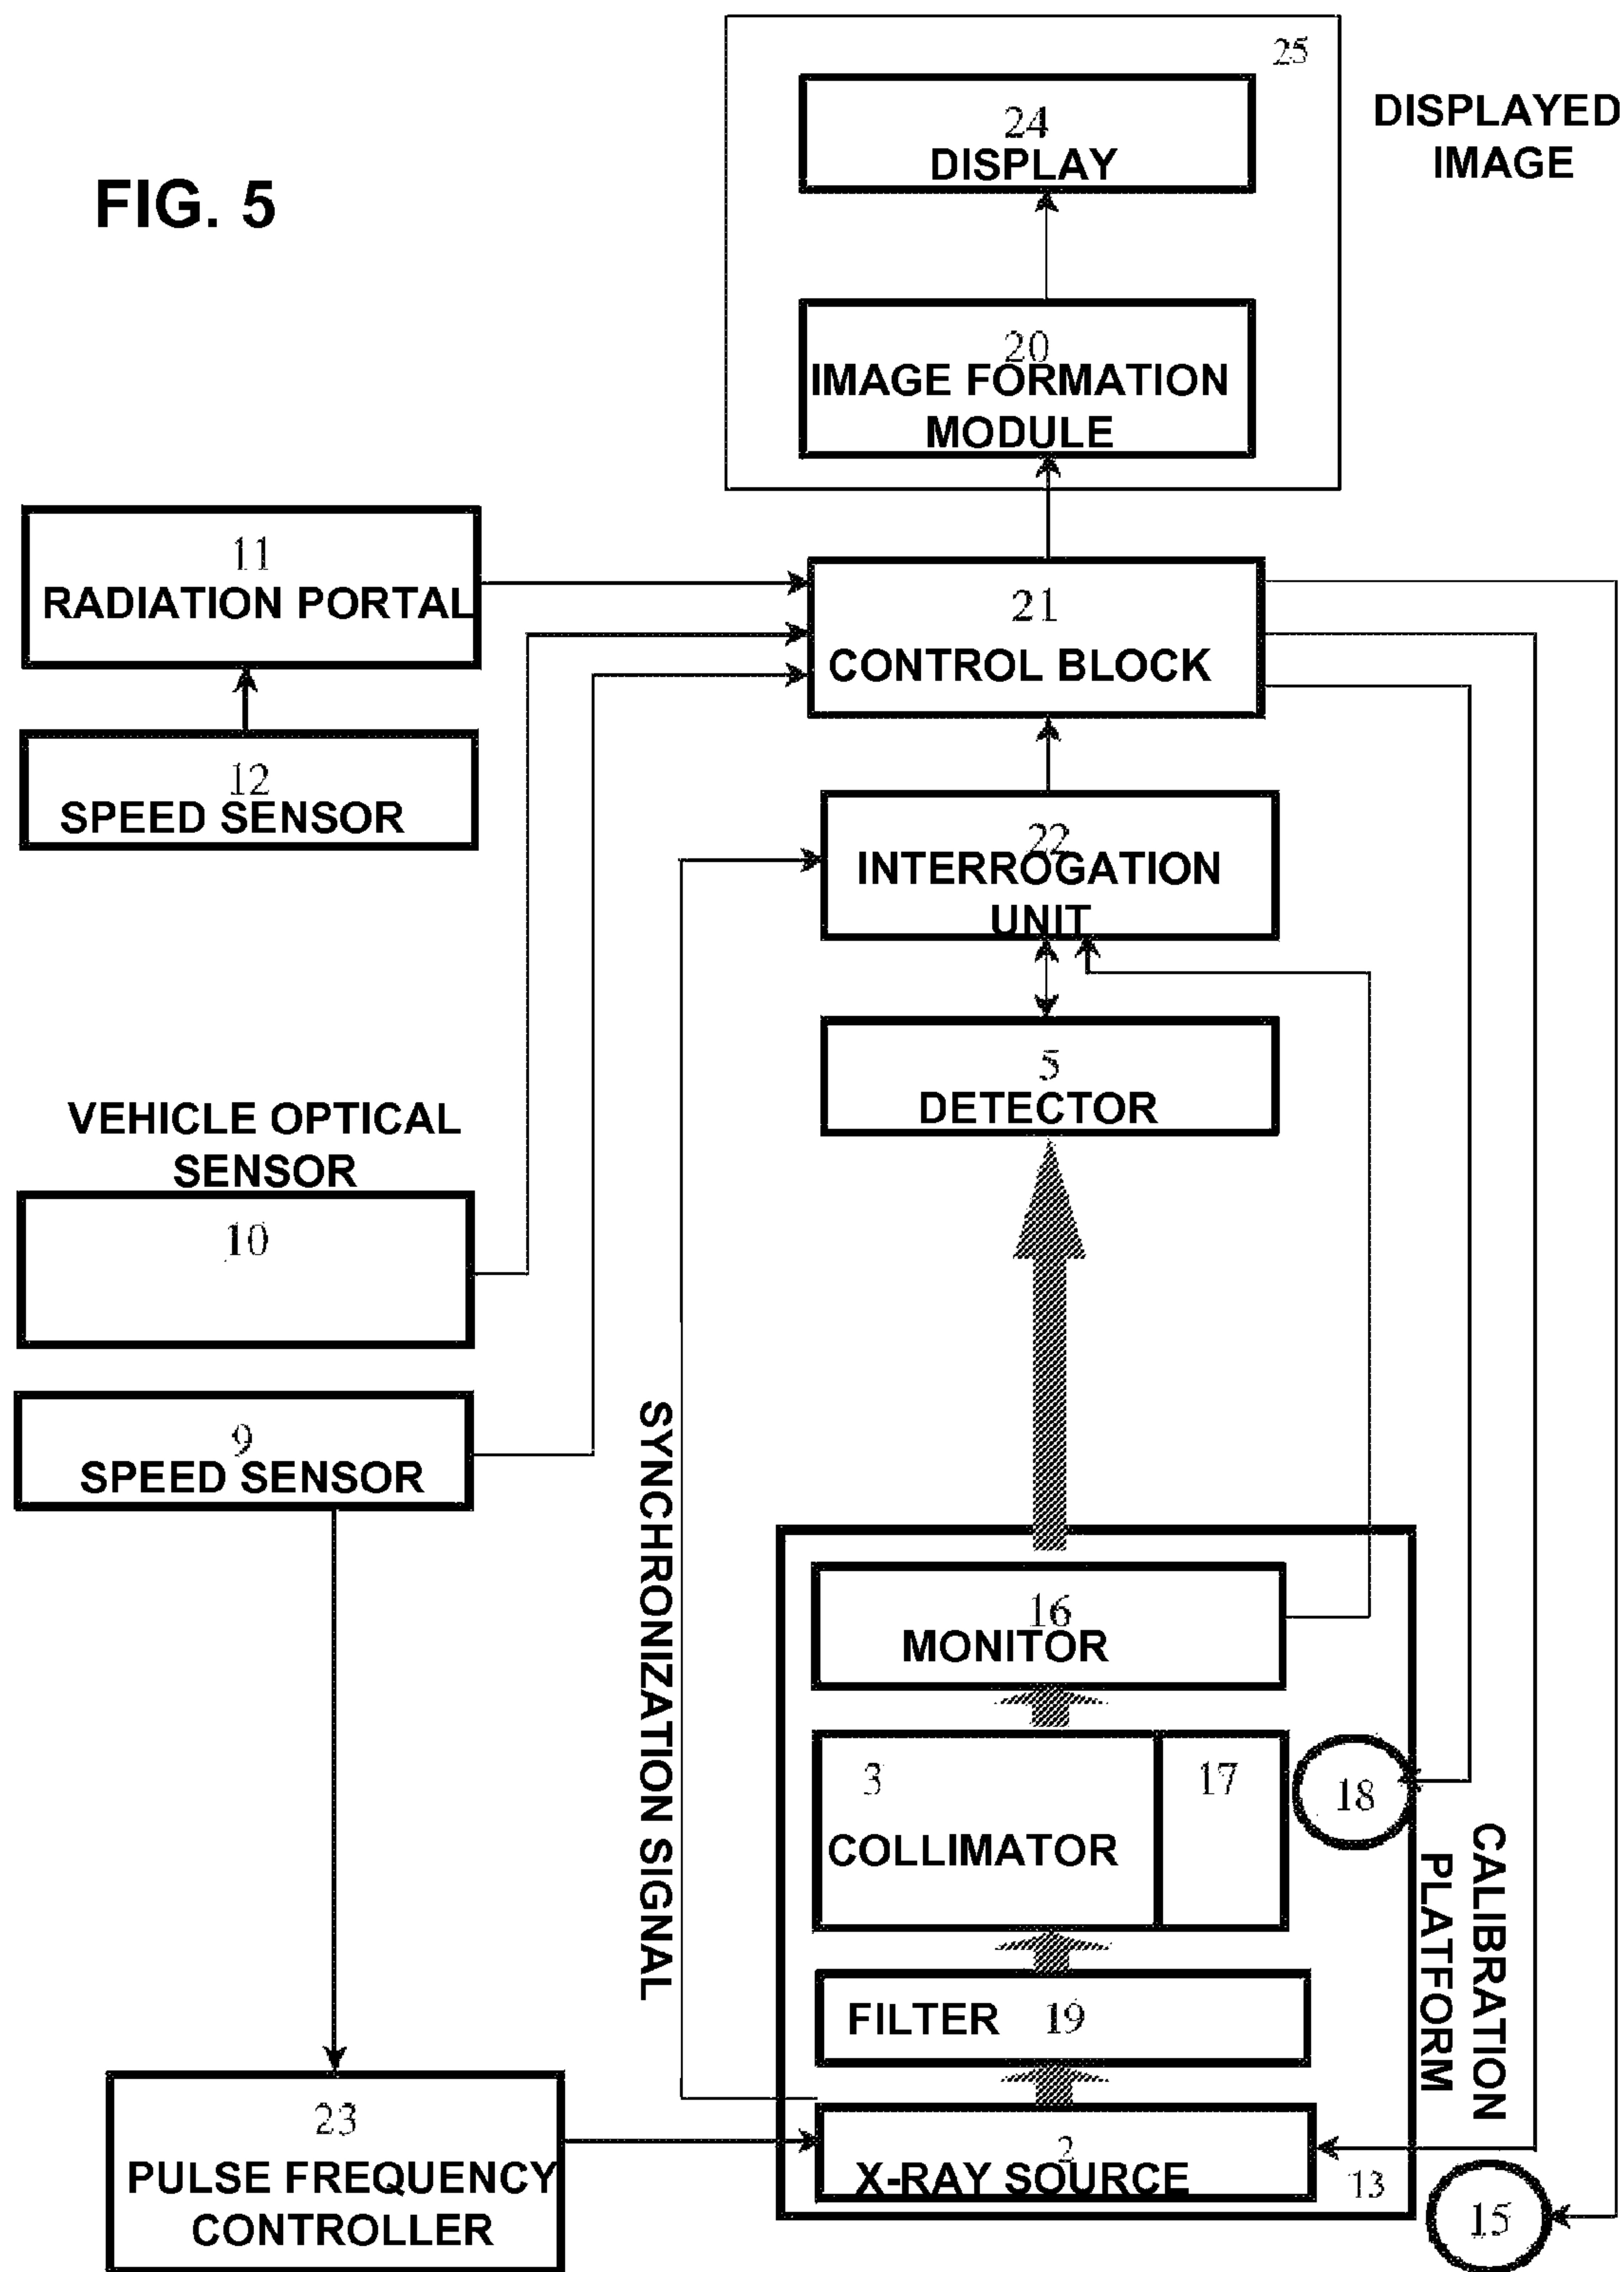 FIG. 5
25
DISPLAYED
IMAGE
24
DISPLAY
20
IMAGE FORMATION
MODULE
11
RADIATION PORTAL
21
CONTROL BLOCK
12
SPEED SENSOR
22
INTERROGATION
UNIT
5
DETECTOR
VEHICLE OPTICAL
SENSOR
10
9
SPEED SENSOR
SYNCHRONIZATION SIGNAL
16
MONITOR
3
COLLIMATOR
17
18
CALIBRATION
PLATFORM
FILTER 19
2
X-RAY SOURCE
13
15
23
PULSE FREQUENCY
CONTROLLER